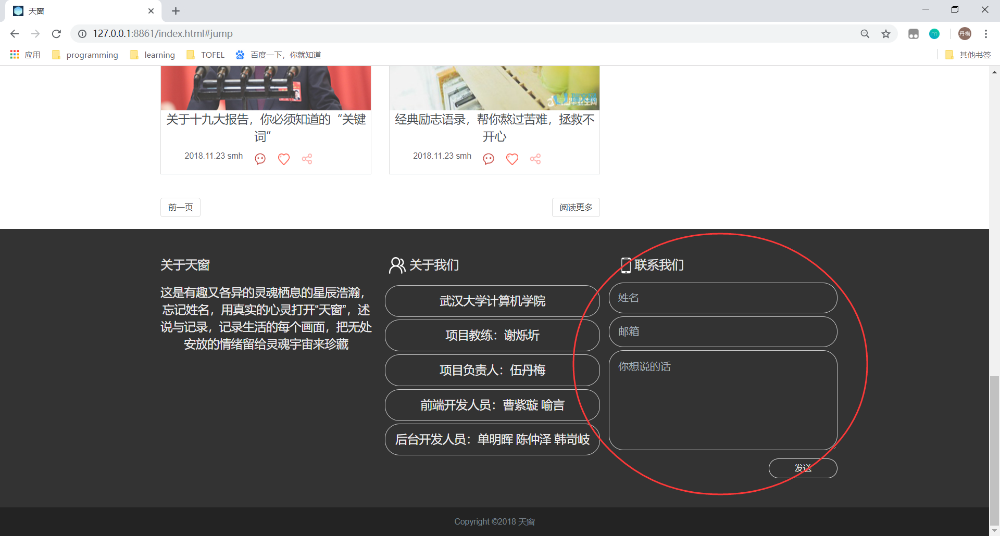 天窗
127.0.0.1:8861/index.html#jump
丹梅
应用
programming
learning
TOFEL
百度一下，你就知道
其他书签
关于十九大报告，你必须知道的“关键
词”
2018.11.23 smh
经典励志语录，帮你熬过苦难，拯救不
开心
2018.11.23 smh
前一页
阅读更多
关于天窗
这是有趣又各异的灵魂栖息的星辰浩瀚，
忘记姓名，用真实的心灵打开“天窗”，述
说与记录，记录生活的每个画面，把无处
安放的情绪留给灵魂宇宙来珍藏
关于我们
武汉大学计算机学院
项目教练：谢烁圻
项目负责人：伍丹梅
前端开发人员：曹紫璇 喻言
后台开发人员：单明晖 陈仲泽 韩岢岐
联系我们
姓名
邮箱
你想说的话
发送
Copyright ©2018 天窗